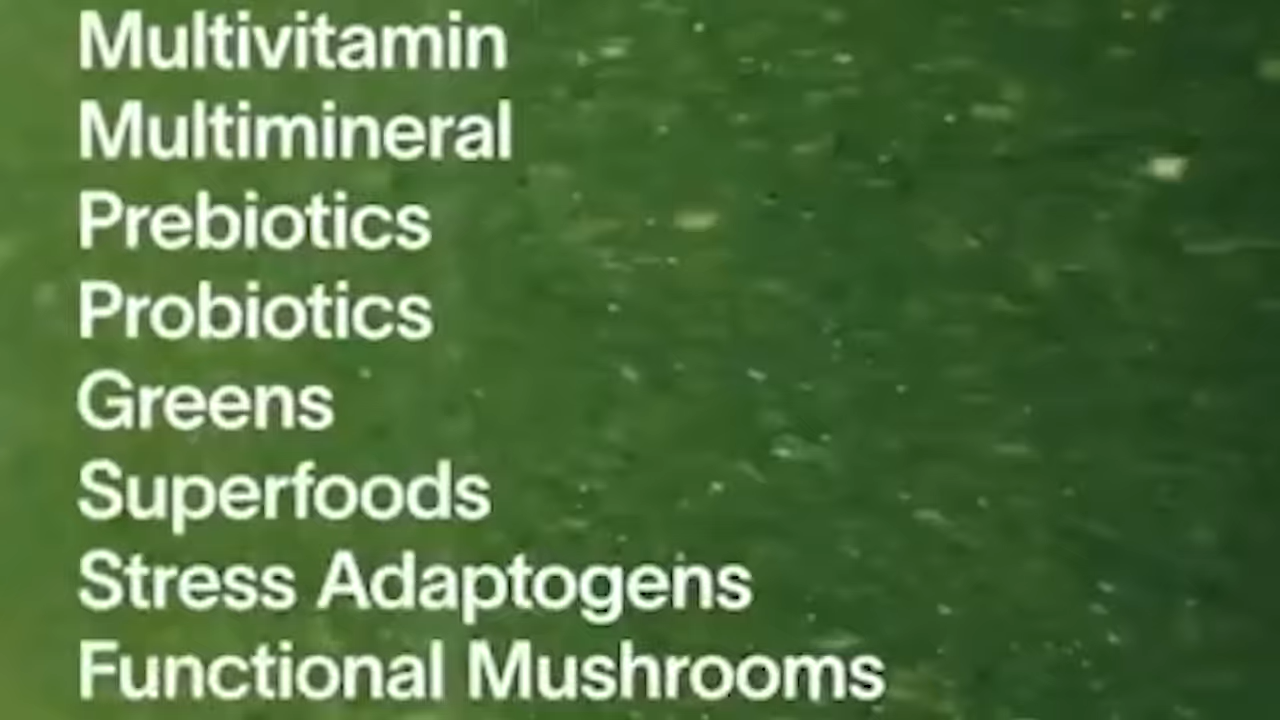 Multivitamin
Multimineral
Prebiotics
Probiotics
Greens
Superfoods
Stress Adaptogens
Functional Mushrooms